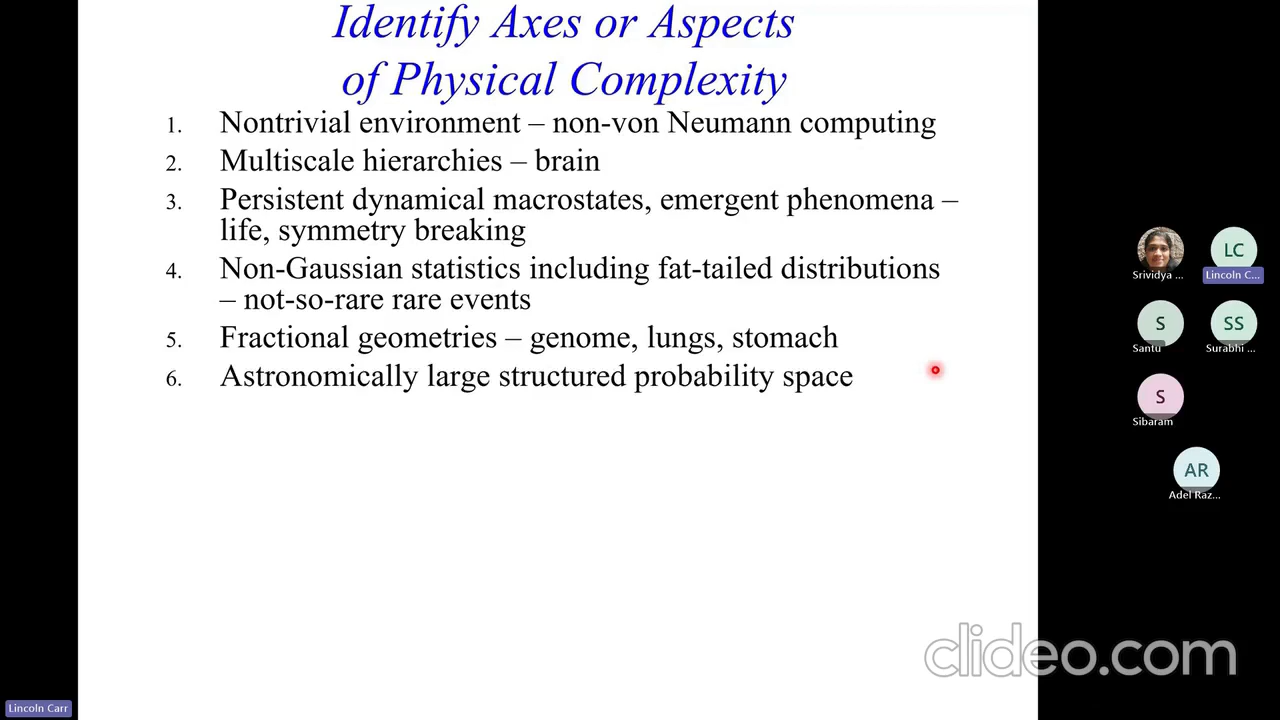 Identify Axes or Aspects
of Physical Complexity
1. Nontrivial environment – non-von Neumann computing
2. Multiscale hierarchies – brain
3. Persistent dynamical macrostates, emergent phenomena –
life, symmetry breaking
4. Non-Gaussian statistics including fat-tailed distributions
– not-so-rare rare events
5. Fractional geometries – genome, lungs, stomach
6. Astronomically large structured probability space
Srividya ...
LC
Lincoln C...
S
Santu
SS
Surabhi ...
S
Sibaram
AR
Adel Raz...
clideo.com
Lincoln Carr